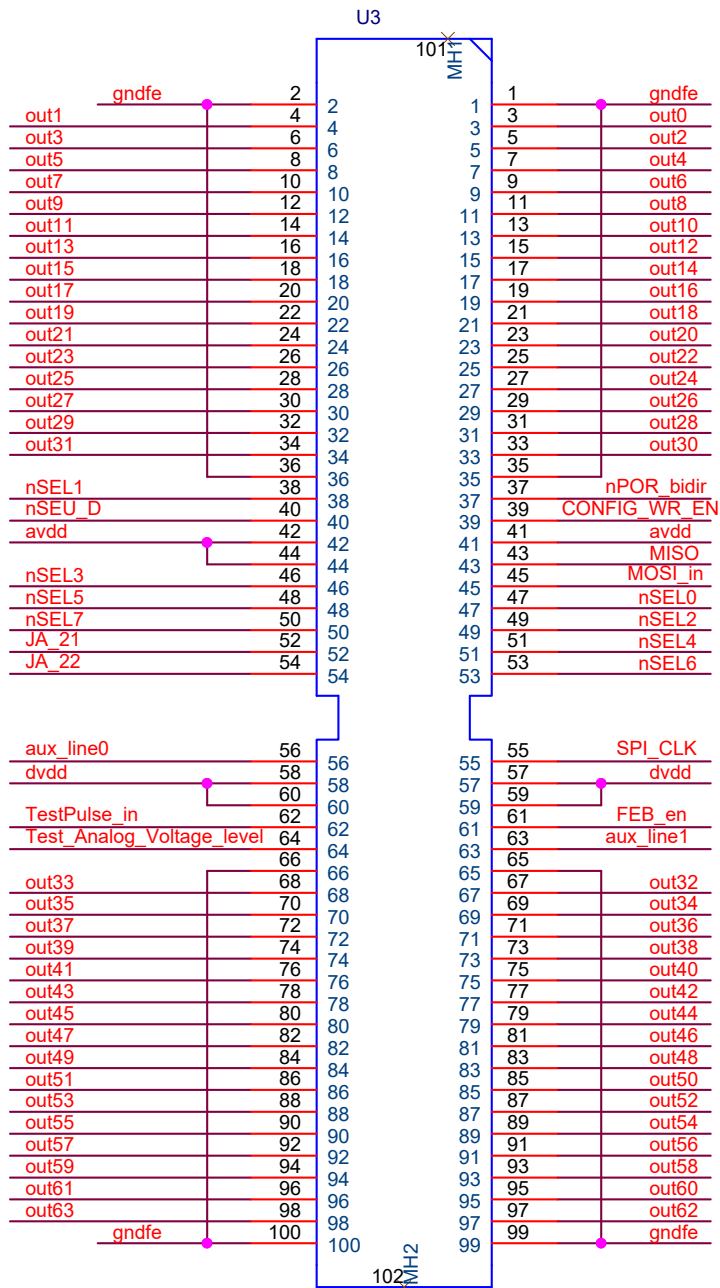 U3
101 MH1
gndfe 2 2 1 1 gndfe
out1 4 4 3 3 out0
out3 6 6 5 5 out2
out5 8 8 7 7 out4
out7 10 10 9 9 out6
out9 12 12 11 11 out8
out11 14 14 13 13 out10
out13 16 16 15 15 out12
out15 18 18 17 17 out14
out17 20 20 19 19 out16
out19 22 22 21 21 out18
out21 24 24 23 23 out20
out23 26 26 25 25 out22
out25 28 28 27 27 out24
out27 30 30 29 29 out26
out29 32 32 31 31 out28
out31 34 34 33 33 out30
36 36 35 35
nSEL1 38 38 37 37 nPOR_bidir
nSEU_D 40 40 39 39 CONFIG_WR_EN
avdd 42 42 41 41 avdd
44 44 43 43 MISO
nSEL3 46 46 45 45 MOSI_in
nSEL5 48 48 47 47 nSEL0
nSEL7 50 50 49 49 nSEL2
JA_21 52 52 51 51 nSEL4
JA_22 54 54 53 53 nSEL6
aux_line0 56 56 55 55 SPI_CLK
dvdd 58 58 57 57 dvdd
60 60 59 59
TestPulse_in 62 62 61 61 FEB_en
Test_Analog_Voltage_level 64 64 63 63 aux_line1
66 66 65 65
out33 68 68 67 67 out32
out35 70 70 69 69 out34
out37 72 72 71 71 out36
out39 74 74 73 73 out38
out41 76 76 75 75 out40
out43 78 78 77 77 out42
out45 80 80 79 79 out44
out47 82 82 81 81 out46
out49 84 84 83 83 out48
out51 86 86 85 85 out50
out53 88 88 87 87 out52
out55 90 90 89 89 out54
out57 92 92 91 91 out56
out59 94 94 93 93 out58
out61 96 96 95 95 out60
out63 98 98 97 97 out62
gndfe 100 100 99 99 gndfe
102 MH2